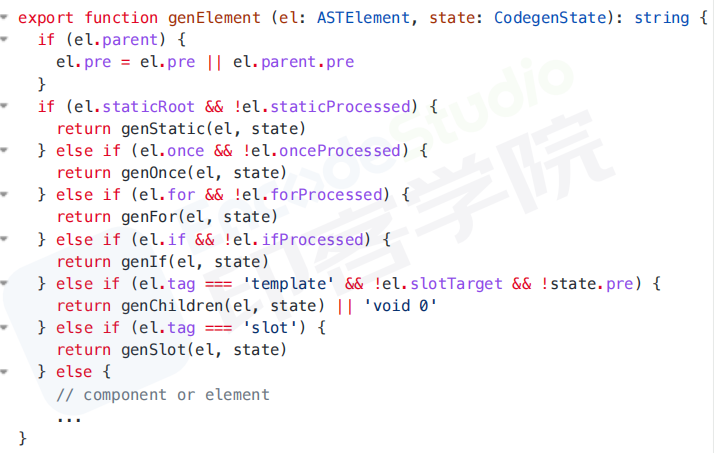 export function genElement (el: ASTElement, state: CodegenState): string {
  if (el.parent) {
    el.pre = el.pre || el.parent.pre
  }
  if (el.staticRoot && !el.staticProcessed) {
    return genStatic(el, state)
  } else if (el.once && !el.onceProcessed) {
    return genOnce(el, state)
  } else if (el.for && !el.forProcessed) {
    return genFor(el, state)
  } else if (el.if && !el.ifProcessed) {
    return genIf(el, state)
  } else if (el.tag === 'template' && !el.slotTarget && !state.pre) {
    return genChildren(el, state) || 'void 0'
  } else if (el.tag === 'slot') {
    return genSlot(el, state)
  } else {
    // component or element
    ...
}
印客学院